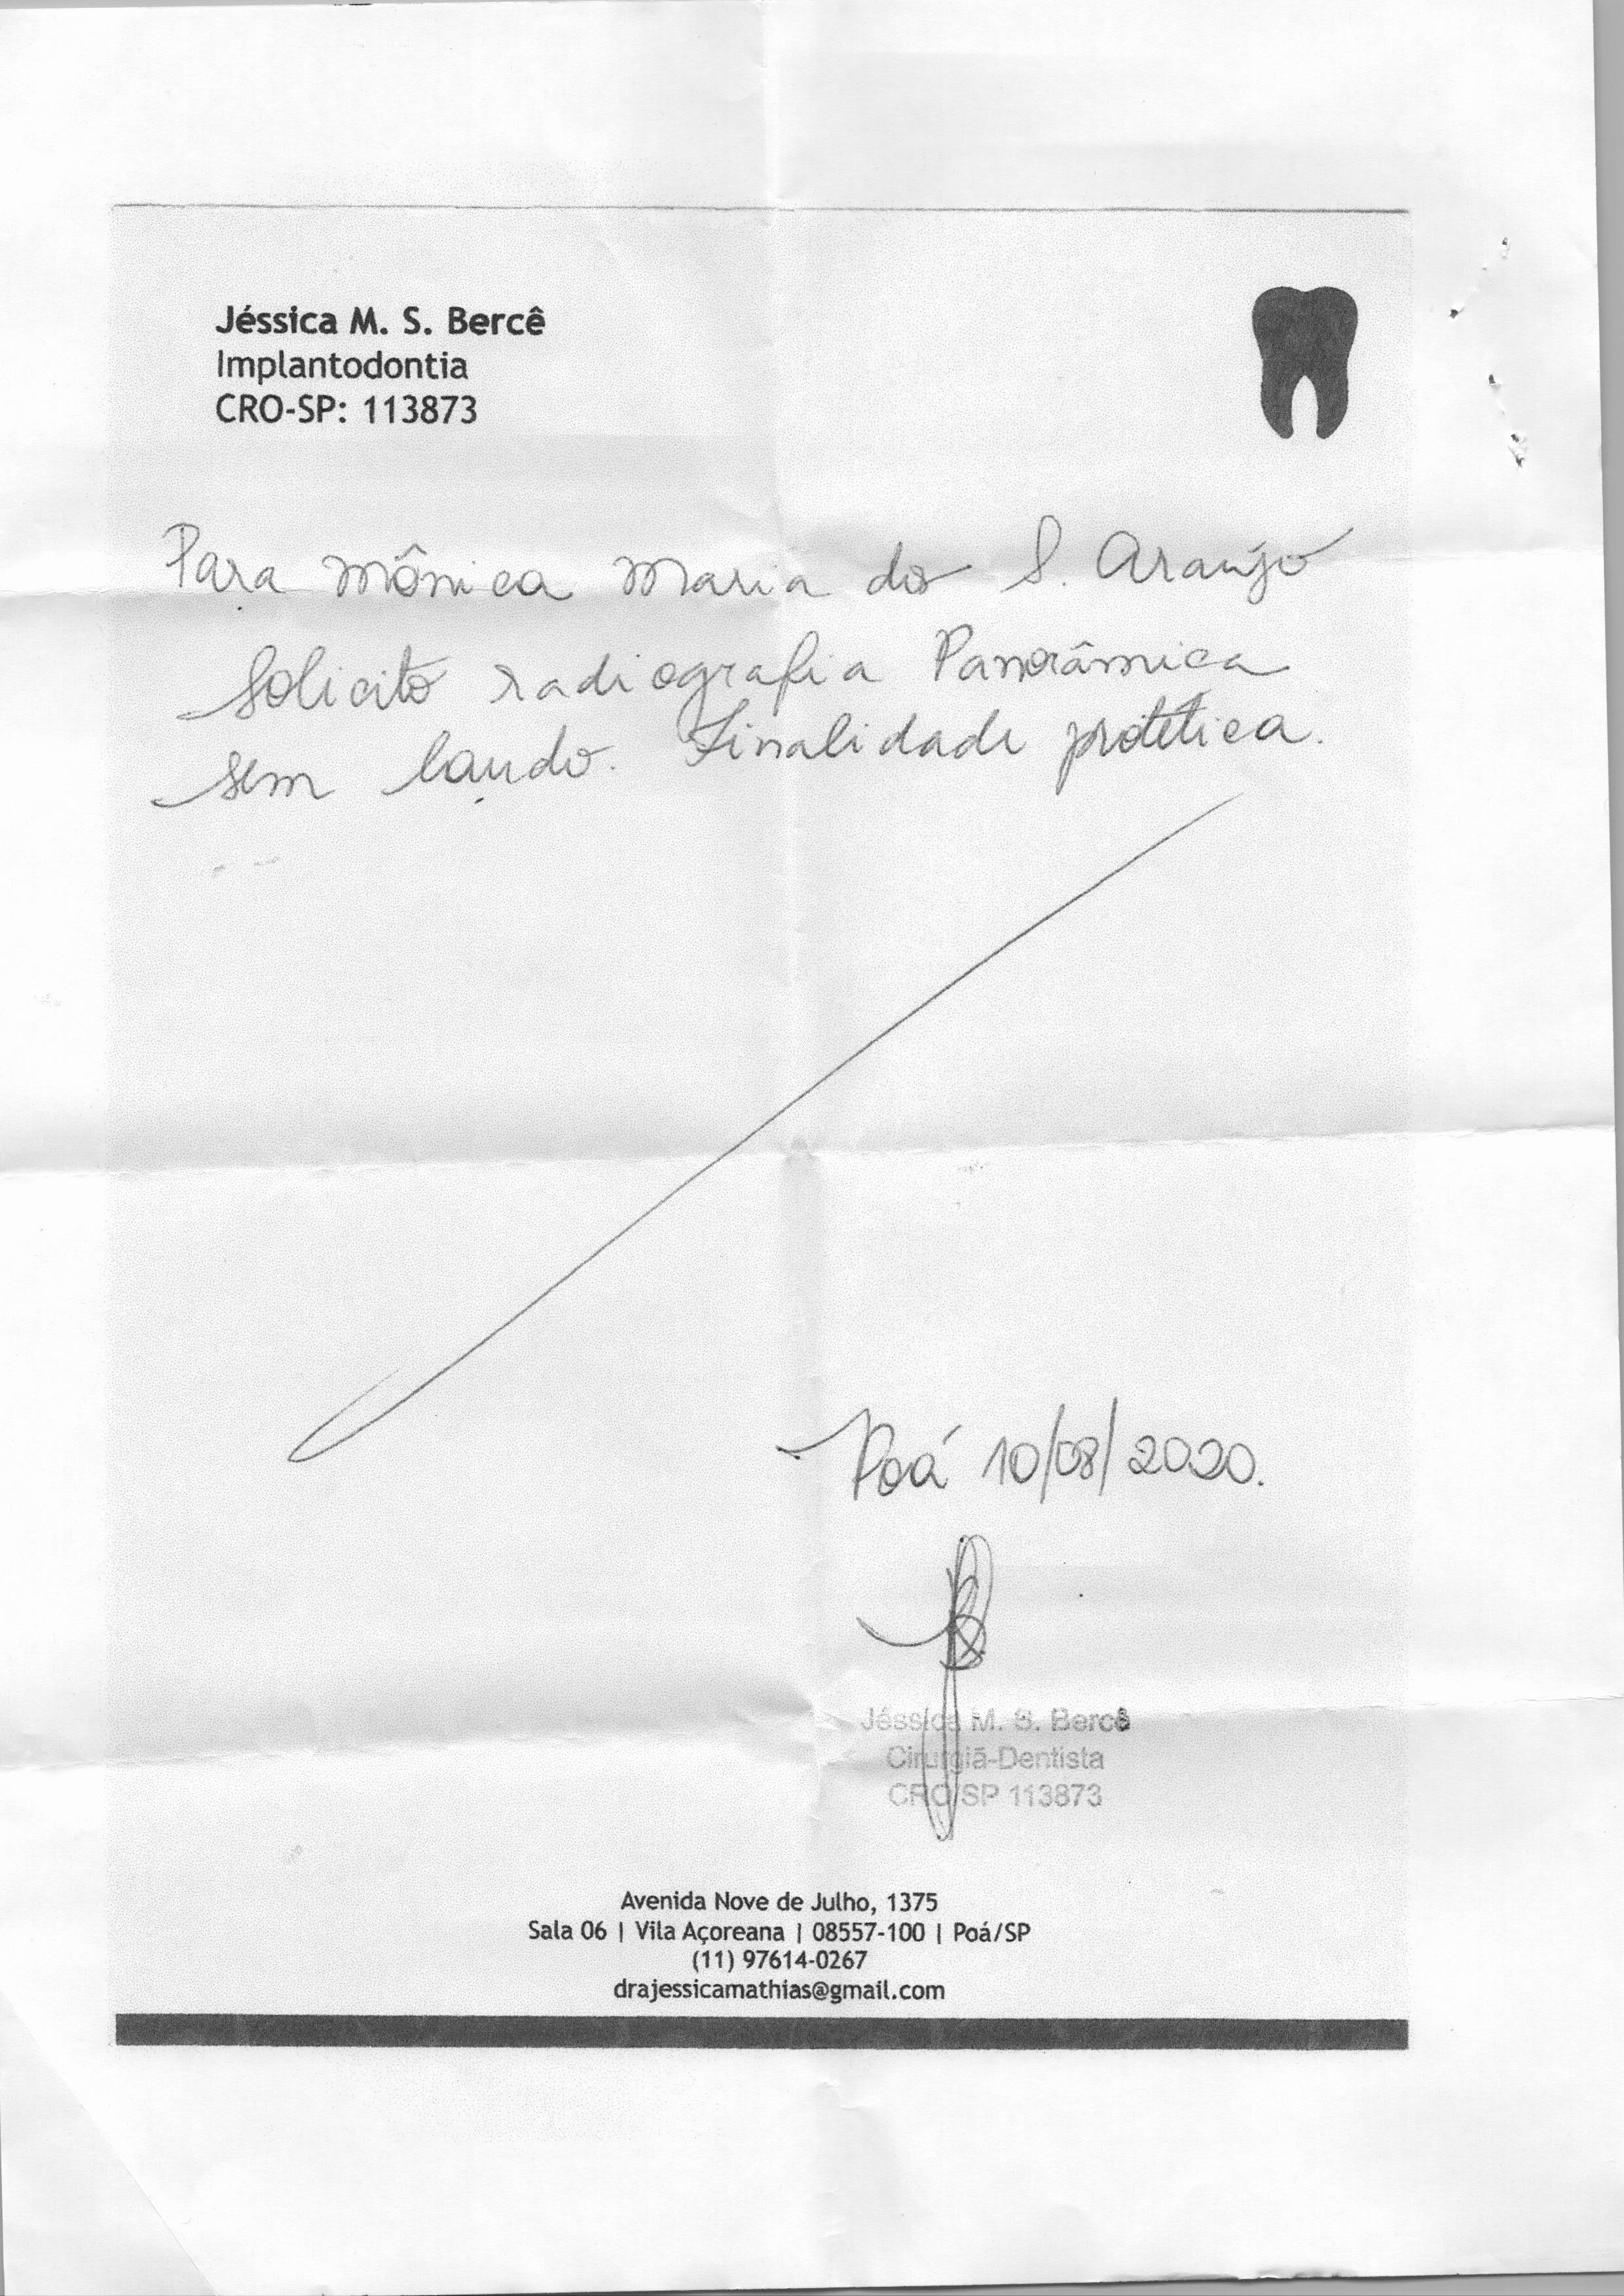 Jéssica M. S. Bercê
Implantodontia
CRO-SP: 113873
Para Mônica Maria do S. Araújo
Solicito radiografia Panorâmica
sem laudo. Finalidade protética.
Poá 10/08/2020.
Jéssica M. S. Bercê
Cirurgiã-Dentista
CRO/SP 113873
Avenida Nove de Julho, 1375
Sala 06 | Vila Açoreana | 08557-100 | Poá/SP
(11) 97614-0267
drajessicamathias@gmail.com